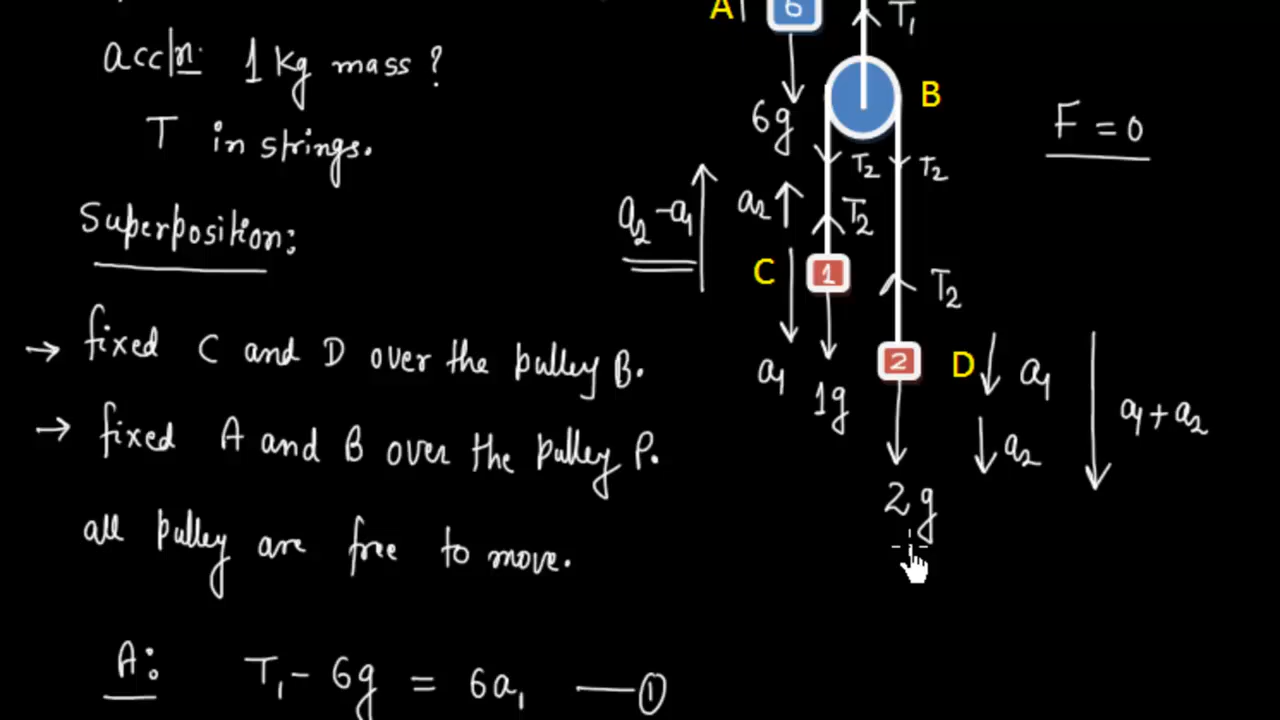 accn. 1 kg mass?
T in strings.
Superposition:
→ fixed C and D over the pulley B.
→ fixed A and B over the pulley P.
all pulley are free to move.
A: T₁ - 6g = 6a₁ —①
A
6
T₁
B
6g
F = 0
T₂
T₂
a₂ - a₁
a₂
T₂
C
1
T₂
a₁
1g
2
D
a₁
a₂
a₁ + a₂
2g